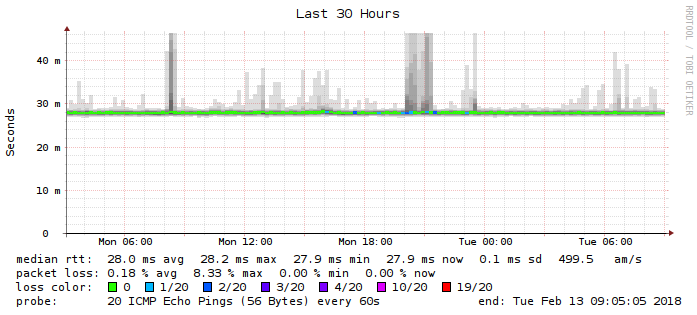 Last 30 Hours
RRDTOOL / TOBI OETIKER
Seconds
40 m
30 m
20 m
10 m
0
Mon 06:00 Mon 12:00 Mon 18:00 Tue 00:00 Tue 06:00
median rtt: 28.0 ms avg 28.2 ms max 27.9 ms min 27.9 ms now 0.1 ms sd 499.5 am/s
packet loss: 0.18 % avg 8.33 % max 0.00 % min 0.00 % now
loss color: 0 1/20 2/20 3/20 4/20 10/20 19/20
probe: 20 ICMP Echo Pings (56 Bytes) every 60s end: Tue Feb 13 09:05:05 2018